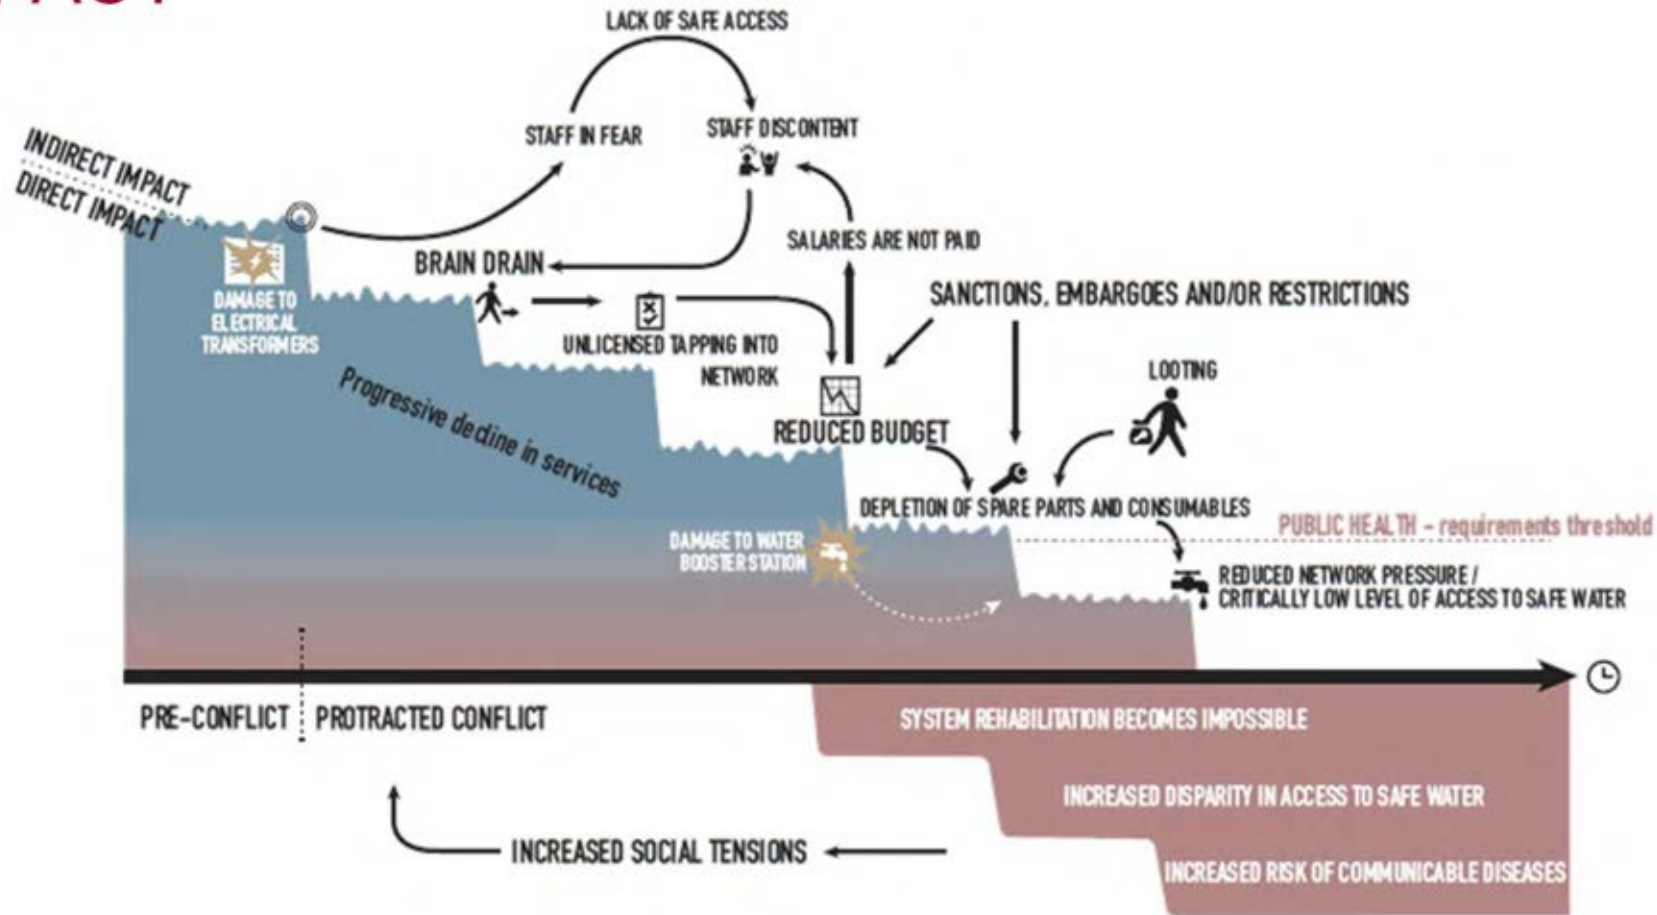 LACK OF SAFE ACCESS
STAFF IN FEAR
STAFF DISCONTENT
INDIRECT IMPACT
DIRECT IMPACT
SALARIES ARE NOT PAID
BRAIN DRAIN
SANCTIONS, EMBARGOES AND/OR RESTRICTIONS
DAMAGE TO
ELECTRICAL
TRANSFORMERS
UNLICENSED TAPPING INTO
NETWORK
LOOTING
Progressive decline in services
REDUCED BUDGET
DEPLETION OF SPARE PARTS AND CONSUMABLES
PUBLIC HEALTH – requirements threshold
DAMAGE TO WATER
BOOSTER STATION
REDUCED NETWORK PRESSURE /
CRITICALLY LOW LEVEL OF ACCESS TO SAFE WATER
PRE-CONFLICT
PROTRACTED CONFLICT
SYSTEM REHABILITATION BECOMES IMPOSSIBLE
INCREASED DISPARITY IN ACCESS TO SAFE WATER
INCREASED SOCIAL TENSIONS
INCREASED RISK OF COMMUNICABLE DISEASES